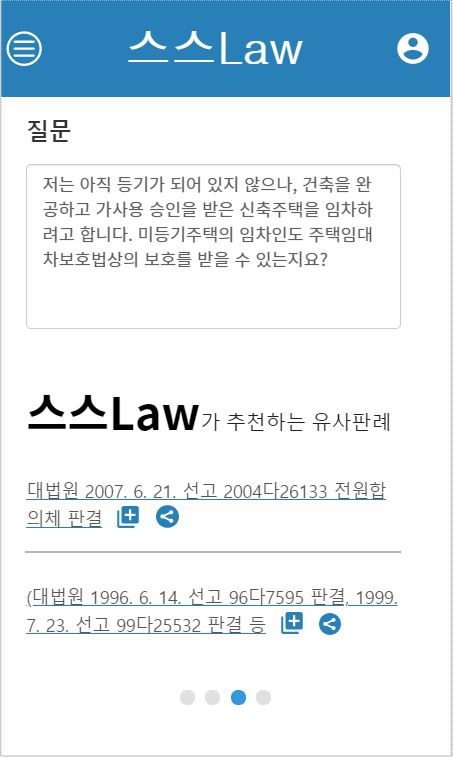 스스Law
질문
저는 아직 등기가 되어 있지 않으나, 건축을 완
공하고 가사용 승인을 받은 신축주택을 임차하
려고 합니다. 미등기주택의 임차인도 주택임대
차보호법상의 보호를 받을 수 있는지요?
스스Law가 추천하는 유사판례
대법원 2007. 6. 21. 선고 2004다26133 전원합
의체 판결
(대법원 1996. 6. 14. 선고 96다7595 판결, 1999.
7. 23. 선고 99다25532 판결 등